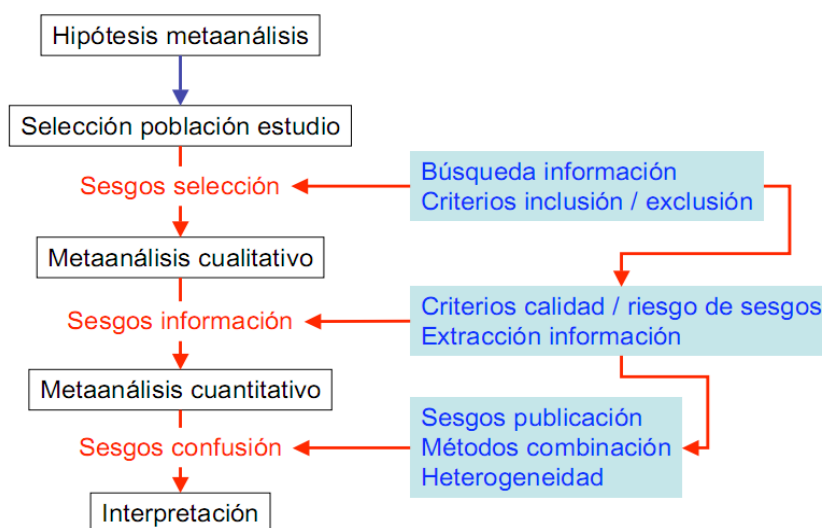 Hipótesis metaanálisis
Selección población estudio
Sesgos selección
Búsqueda información
Criterios inclusión / exclusión
Metaanálisis cualitativo
Sesgos información
Criterios calidad / riesgo de sesgos
Extracción información
Metaanálisis cuantitativo
Sesgos confusión
Sesgos publicación
Métodos combinación
Heterogeneidad
Interpretación